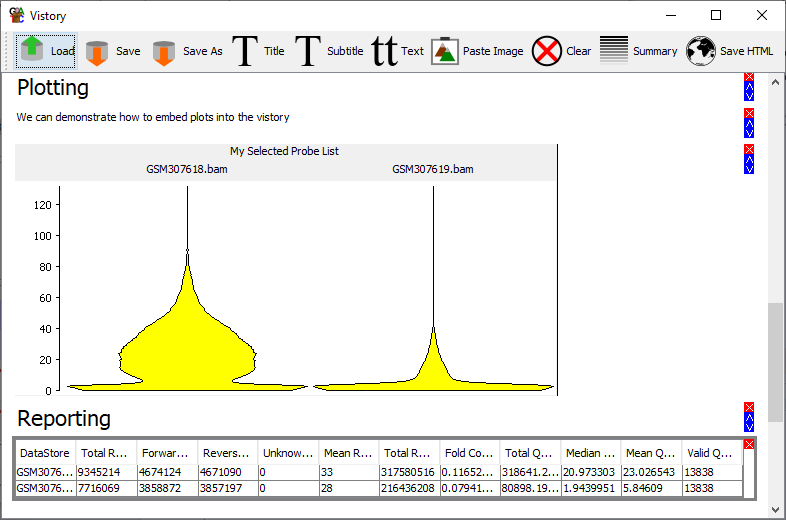 Vistory
Load Save Save As Title Subtitle Text Paste Image Clear Summary Save HTML
Plotting
We can demonstrate how to embed plots into the vistory
My Selected Probe List
GSM307618.bam GSM307619.bam
120
100
80
60
40
20
0
Reporting
DataStore Total R... Forwar... Revers... Unknow... Mean R... Total R... Fold Co... Total Q... Median ... Mean Q... Valid Q...
GSM3076... 9345214 4674124 4671090 0 33 317580516 0.11652... 318641.2... 20.973303 23.026543 13838
GSM3076... 7716069 3858872 3857197 0 28 216436208 0.07941... 80898.19... 1.9439951 5.84609 13838